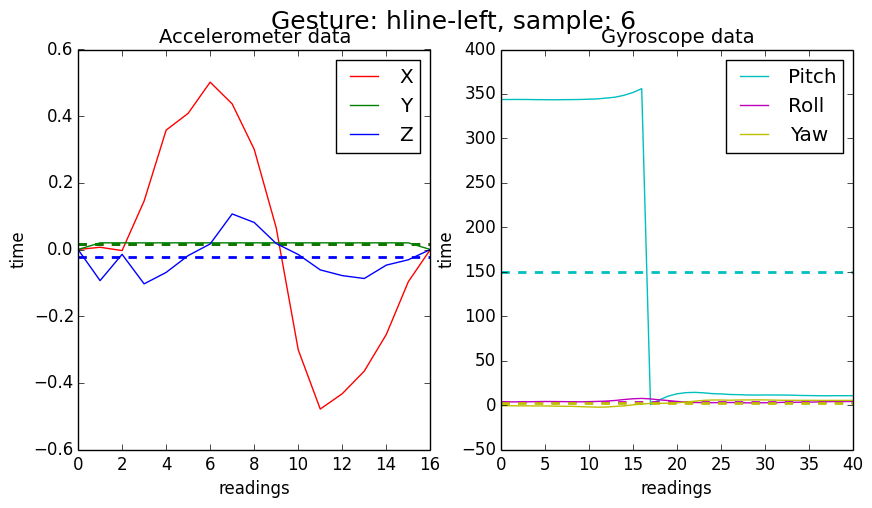 Gesture: hline-left, sample: 6
Accelerometer data
0.6
0.4
0.2
0.0
−0.2
−0.4
−0.6
time
0 2 4 6 8 10 12 14 16
readings
X
Y
Z
Gyroscope data
400
350
300
250
200
150
100
50
0
−50
time
0 5 10 15 20 25 30 35 40
readings
Pitch
Roll
Yaw